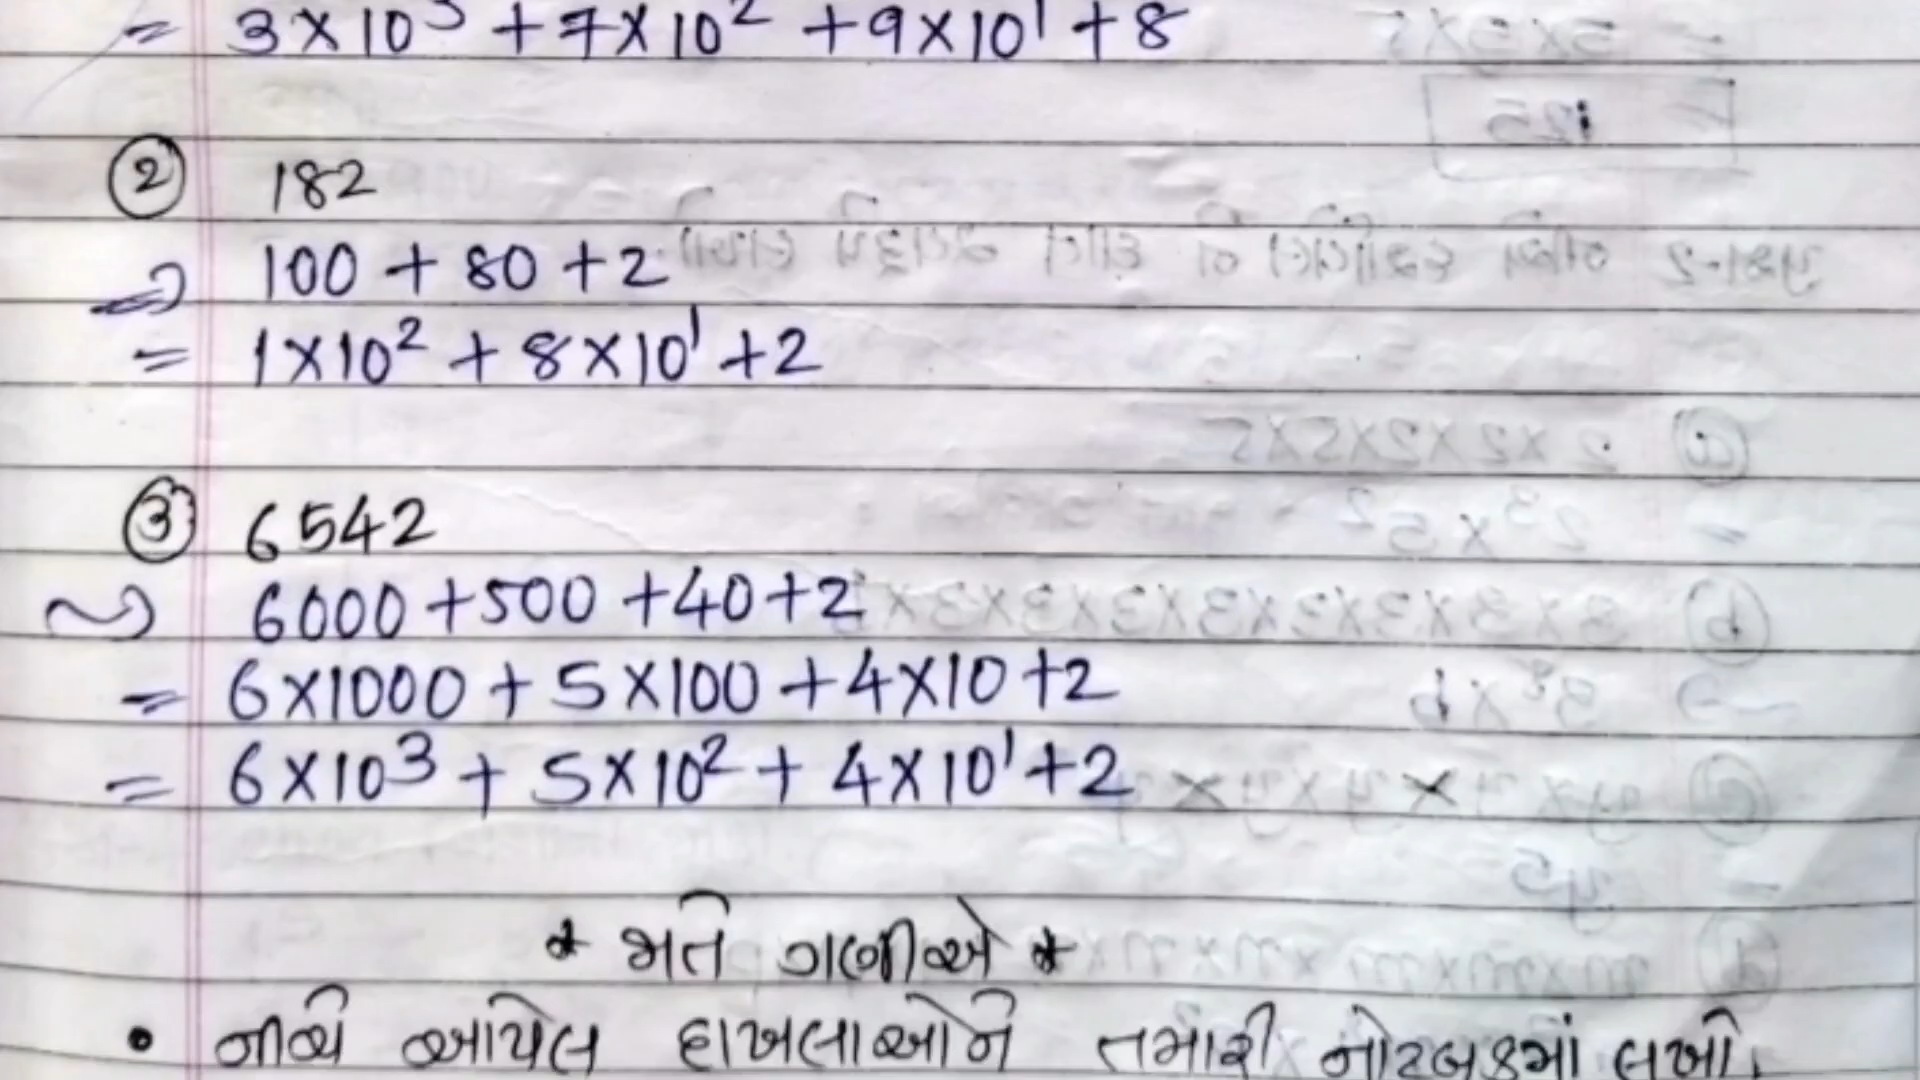 = 3×10³ + 7×10² + 9×10¹ + 8
② 182
⇒ 100 + 80 + 2
= 1×10² + 8×10¹ + 2
③ 6542
6000 + 500 + 40 + 2
= 6×1000 + 5×100 + 4×10 + 2
= 6×10³ + 5×10² + 4×10¹ + 2
* જાતે ગણીએ *
• નીચે આપેલ દાખલાઓને તમારી નોટબુકમાં લખો.